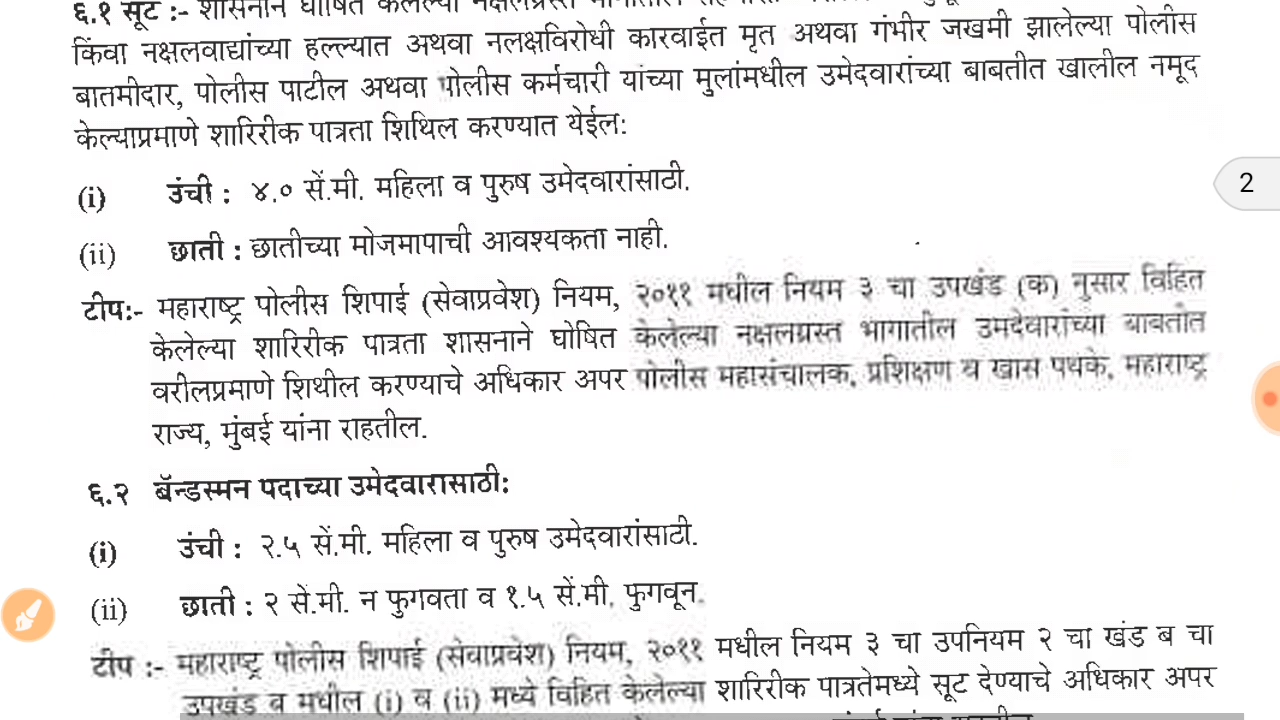 ६.१ सूट :- शासनाने घोषित केलेल्या नक्षलग्रस्त भागातील
किंवा नक्षलवाद्यांच्या हल्ल्यात अथवा नलक्षविरोधी कारवाईत मृत अथवा गंभीर जखमी झालेल्या पोलीस
बातमीदार, पोलीस पाटील अथवा पोलीस कर्मचारी यांच्या मुलांमधील उमेदवारांच्या बाबतीत खालील नमूद
केल्याप्रमाणे शारिरीक पात्रता शिथिल करण्यात येईल:
(i) उंची : ४.० सें.मी. महिला व पुरुष उमेदवारांसाठी.
2
(ii) छाती : छातीच्या मोजमापाची आवश्यकता नाही.
टीप:- महाराष्ट्र पोलीस शिपाई (सेवाप्रवेश) नियम, २०११ मधील नियम ३ चा उपखंड (क) नुसार विहित
केलेल्या शारिरीक पात्रता शासनाने घोषित केलेल्या नक्षलग्रस्त भागातील उमदेवारांच्या बाबतीत
वरीलप्रमाणे शिथील करण्याचे अधिकार अपर पोलीस महासंचालक, प्रशिक्षण व खास पथके, महाराष्ट्र
राज्य, मुंबई यांना राहतील.
६.२ बॅन्डस्मन पदाच्या उमेदवारासाठी:
(i) उंची : २.५ सें.मी. महिला व पुरुष उमेदवारांसाठी.
(ii) छाती : २ सें.मी. न फुगवता व १.५ सें.मी. फुगवून.
टीप :- महाराष्ट्र पोलीस शिपाई (सेवाप्रवेश) नियम, २०११ मधील नियम ३ चा उपनियम २ चा खंड ब चा
उपखंड व मधील (i) व (ii) मध्ये विहित केलेल्या शारिरीक पात्रतेमध्ये सूट देण्याचे अधिकार अपर